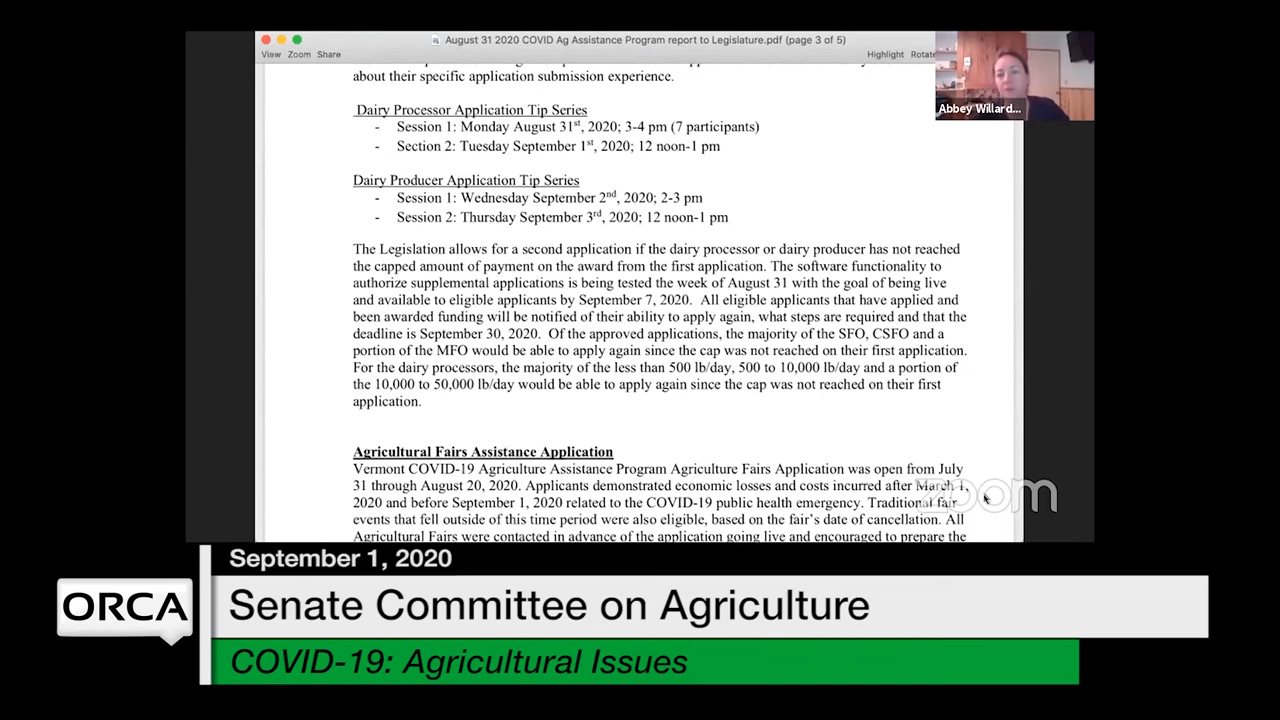 August 31 2020 COVID Ag Assistance Program report to Legislature.pdf (page 3 of 5)
View Zoom Share Highlight Rotate
about their specific application submission experience.
Abbey Willard...
Dairy Processor Application Tip Series
- Session 1: Monday August 31st, 2020; 3-4 pm (7 participants)
- Section 2: Tuesday September 1st, 2020; 12 noon-1 pm
Dairy Producer Application Tip Series
- Session 1: Wednesday September 2nd, 2020; 2-3 pm
- Session 2: Thursday September 3rd, 2020; 12 noon-1 pm
The Legislation allows for a second application if the dairy processor or dairy producer has not reached
the capped amount of payment on the award from the first application. The software functionality to
authorize supplemental applications is being tested the week of August 31 with the goal of being live
and available to eligible applicants by September 7, 2020. All eligible applicants that have applied and
been awarded funding will be notified of their ability to apply again, what steps are required and that the
deadline is September 30, 2020. Of the approved applications, the majority of the SFO, CSFO and a
portion of the MFO would be able to apply again since the cap was not reached on their first application.
For the dairy processors, the majority of the less than 500 lb/day, 500 to 10,000 lb/day and a portion of
the 10,000 to 50,000 lb/day would be able to apply again since the cap was not reached on their first
application.
Agricultural Fairs Assistance Application
Vermont COVID-19 Agriculture Assistance Program Agriculture Fairs Application was open from July
31 through August 20, 2020. Applicants demonstrated economic losses and costs incurred after March 1,
2020 and before September 1, 2020 related to the COVID-19 public health emergency. Traditional fair
events that fell outside of this time period were also eligible, based on the fair's date of cancellation. All
Agricultural Fairs were contacted in advance of the application going live and encouraged to prepare the
zoom
September 1, 2020
ORCA
Senate Committee on Agriculture
COVID-19: Agricultural Issues